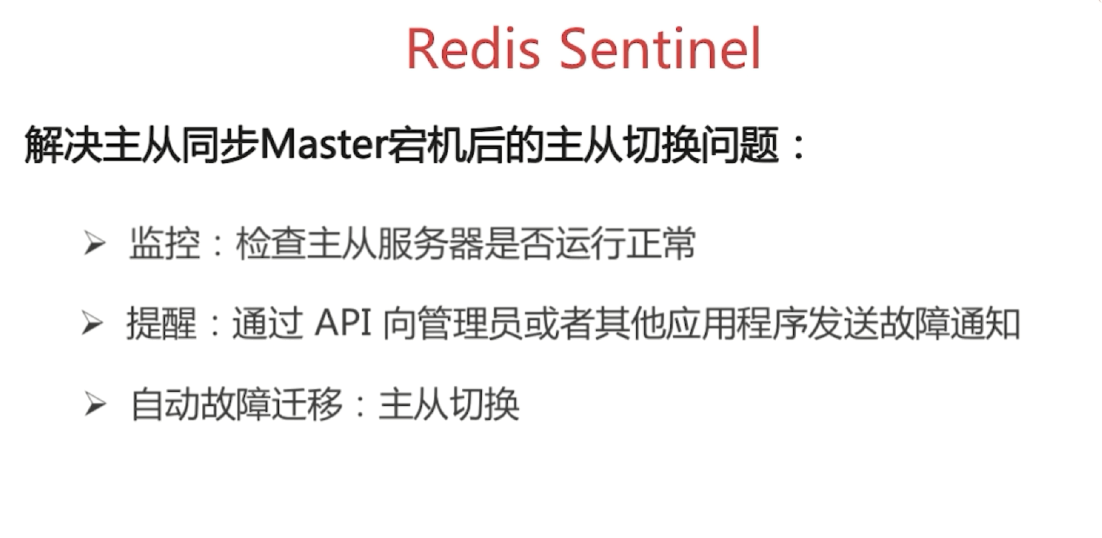 Redis Sentinel
解决主从同步Master宕机后的主从切换问题：
➢ 监控：检查主从服务器是否运行正常
➢ 提醒：通过 API 向管理员或者其他应用程序发送故障通知
➢ 自动故障迁移：主从切换